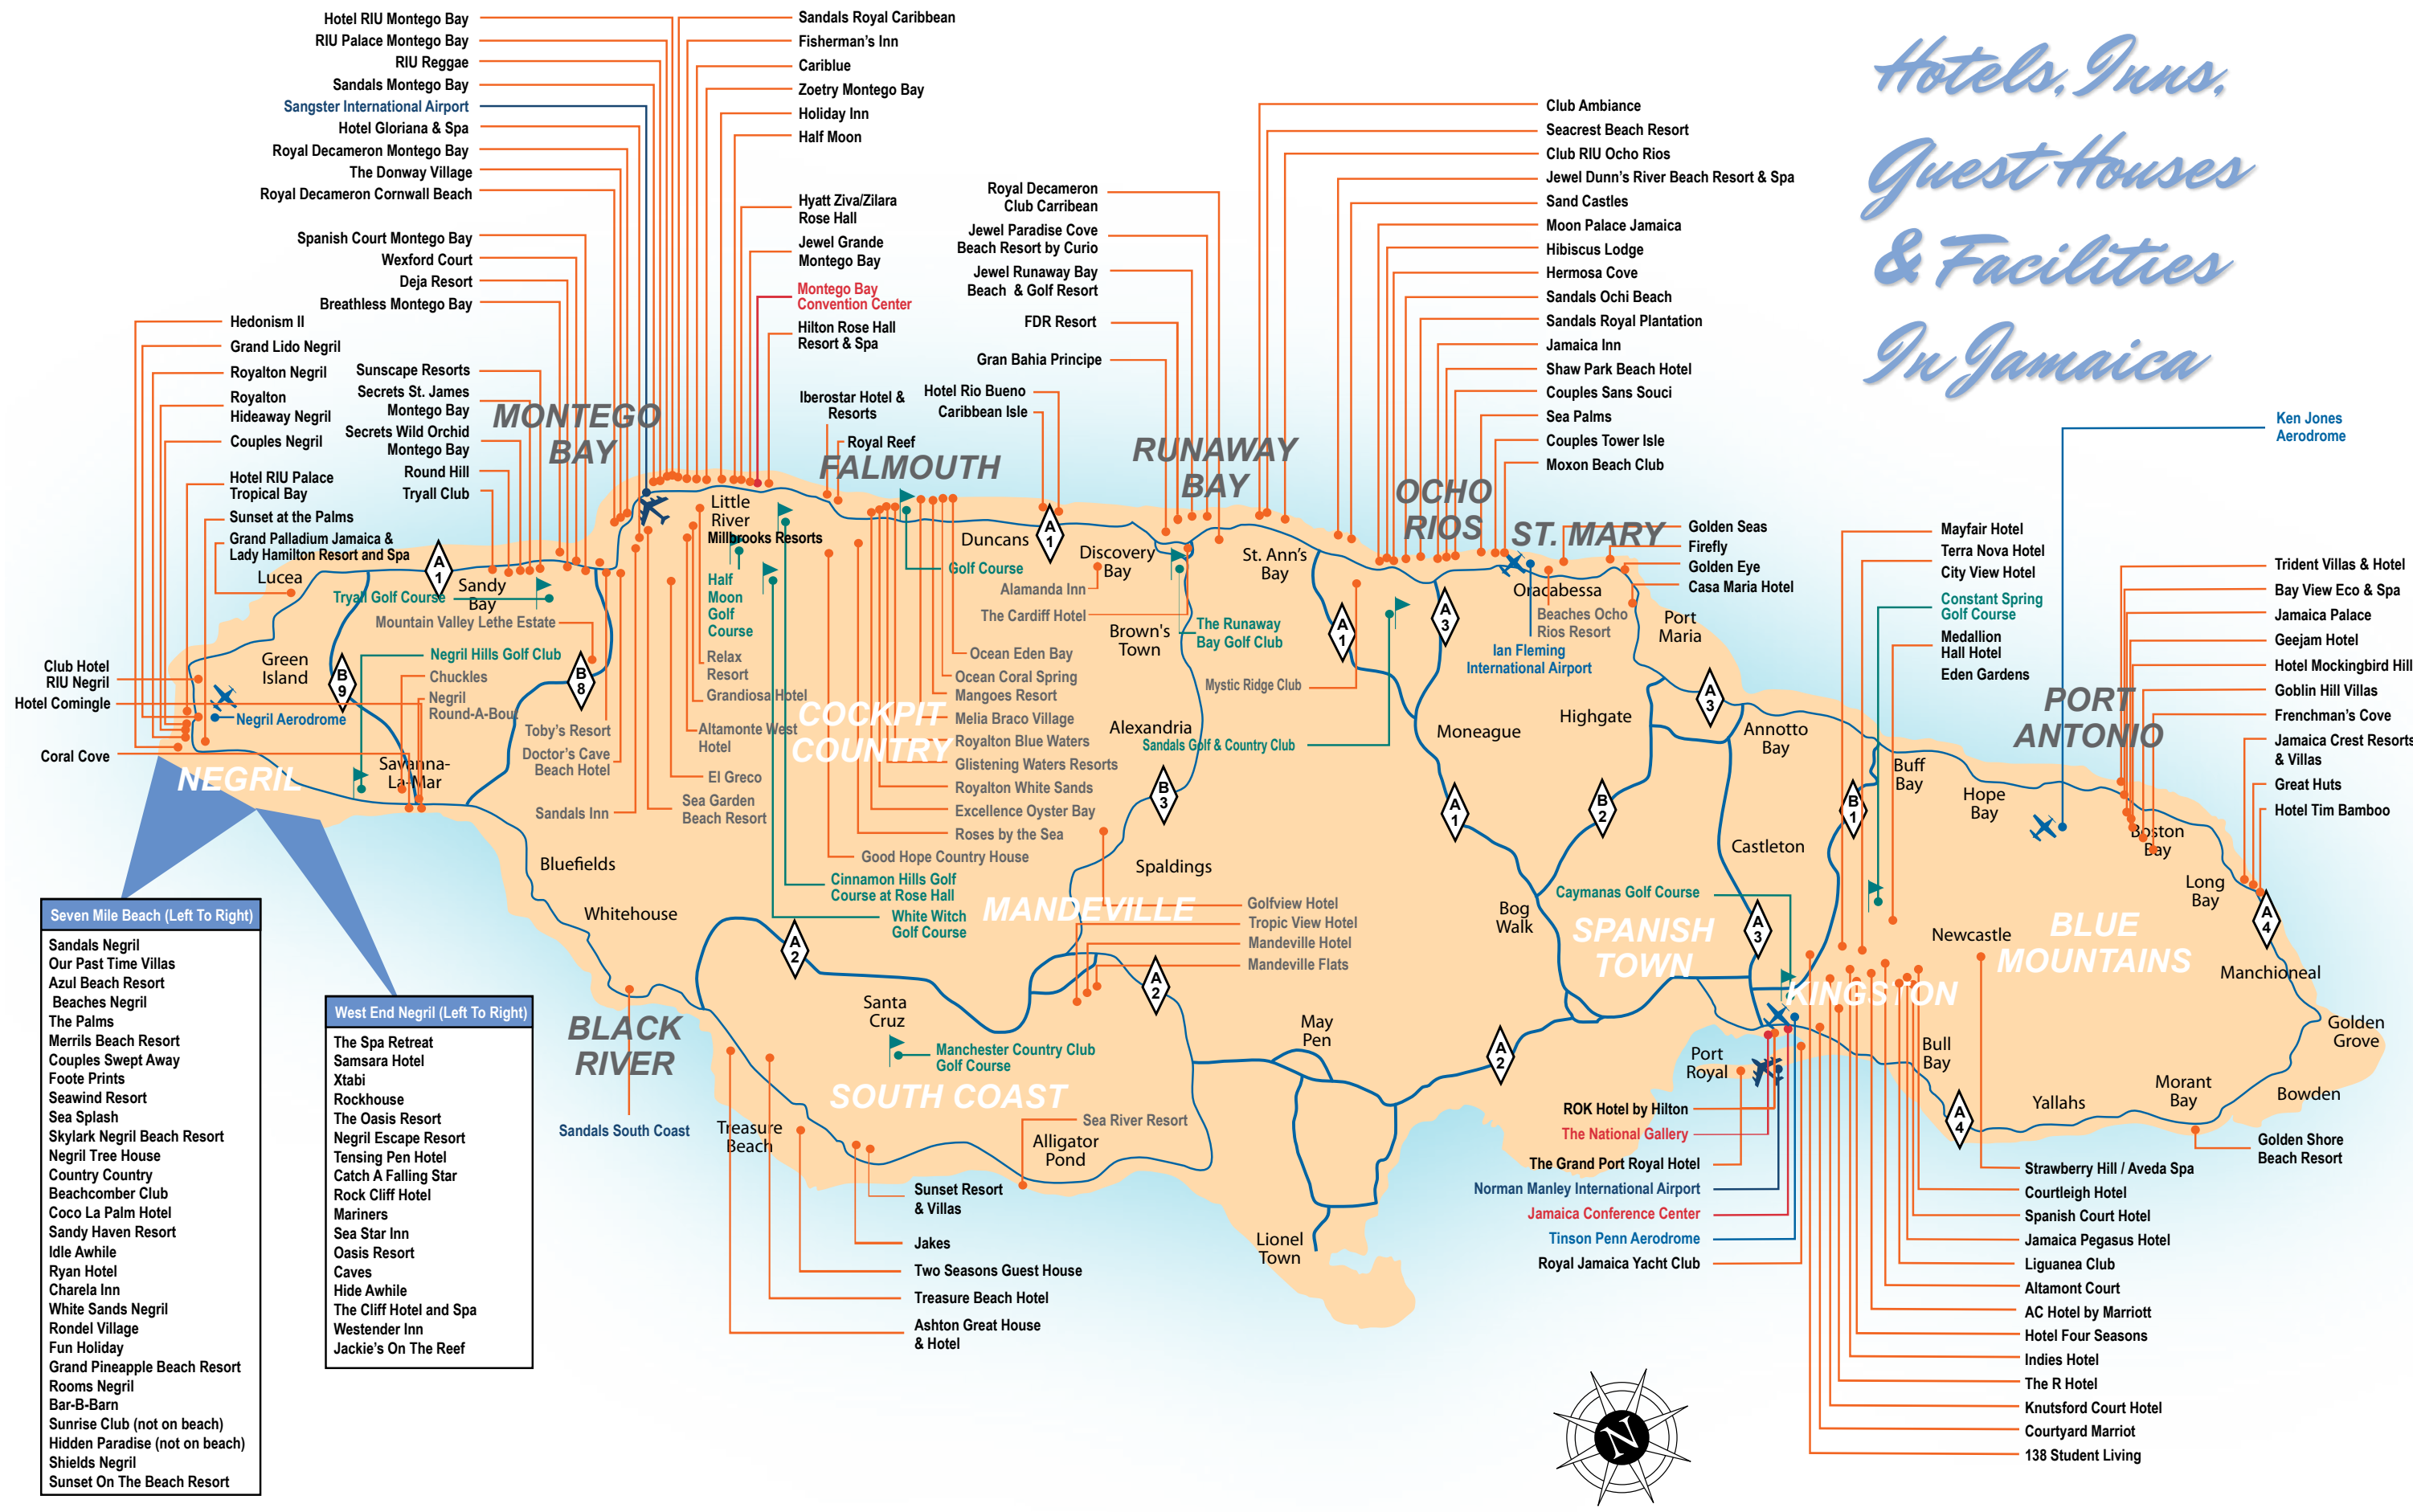 Hotels, Inns,
Guest Houses
& Facilities
In Jamaica
Hotel RIU Montego Bay
RIU Palace Montego Bay
RIU Reggae
Sandals Montego Bay
Sangster International Airport
Hotel Gloriana & Spa
Royal Decameron Montego Bay
The Donway Village
Royal Decameron Cornwall Beach
Spanish Court Montego Bay
Wexford Court
Deja Resort
Breathless Montego Bay
Sunscape Resorts
Secrets St. James
Montego Bay
Secrets Wild Orchid
Montego Bay
Round Hill
Tryall Club
Hedonism II
Grand Lido Negril
Royalton Negril
Royalton
Hideaway Negril
Couples Negril
Hotel RIU Palace
Tropical Bay
Sunset at the Palms
Grand Palladium Jamaica &
Lady Hamilton Resort and Spa
Sandals Royal Caribbean
Fisherman's Inn
Cariblue
Zoetry Montego Bay
Holiday Inn
Half Moon
Hyatt Ziva/Zilara
Rose Hall
Jewel Grande
Montego Bay
Montego Bay
Convention Center
Hilton Rose Hall
Resort & Spa
Iberostar Hotel &
Resorts
Royal Reef
Royal Decameron
Club Carribean
Jewel Paradise Cove
Beach Resort by Curio
Jewel Runaway Bay
Beach & Golf Resort
FDR Resort
Gran Bahia Principe
Hotel Rio Bueno
Caribbean Isle
Club Ambiance
Seacrest Beach Resort
Club RIU Ocho Rios
Jewel Dunn's River Beach Resort & Spa
Sand Castles
Moon Palace Jamaica
Hibiscus Lodge
Hermosa Cove
Sandals Ochi Beach
Sandals Royal Plantation
Jamaica Inn
Shaw Park Beach Hotel
Couples Sans Souci
Sea Palms
Couples Tower Isle
Moxon Beach Club
Ken Jones
Aerodrome
MONTEGO
BAY
FALMOUTH
RUNAWAY
BAY
OCHO
RIOS
ST. MARY
Golden Seas
Firefly
Golden Eye
Casa Maria Hotel
Mayfair Hotel
Terra Nova Hotel
City View Hotel
Constant Spring
Golf Course
Medallion
Hall Hotel
Eden Gardens
Trident Villas & Hotel
Bay View Eco & Spa
Jamaica Palace
Geejam Hotel
Hotel Mockingbird Hill
Goblin Hill Villas
Frenchman's Cove
Jamaica Crest Resorts
& Villas
Great Huts
Hotel Tim Bamboo
PORT
ANTONIO
Lucea
A
1
Sandy
Bay
Tryall Golf Course
Mountain Valley Lethe Estate
Negril Hills Golf Club
Chuckles
Negril
Round-A-Bout
Green
Island
B
9
B
8
Club Hotel
RIU Negril
Hotel Comingle
Coral Cove
Negril Aerodrome
NEGRIL
Savanna-
La-Mar
Toby's Resort
Doctor's Cave
Beach Hotel
Sandals Inn
Little
River
Millbrooks Resorts
Half
Moon
Golf
Course
Relax
Resort
Grandiosa Hotel
Altamonte West
Hotel
El Greco
Sea Garden
Beach Resort
COCKPIT
COUNTRY
Golf Course
Duncans
A
1
Discovery
Bay
Alamanda Inn
The Cardiff Hotel
Brown's
Town
The Runaway
Bay Golf Club
Ocean Eden Bay
Ocean Coral Spring
Mangoes Resort
Melia Braco Village
Royalton Blue Waters
Glistening Waters Resorts
Royalton White Sands
Excellence Oyster Bay
Roses by the Sea
Good Hope Country House
Cinnamon Hills Golf
Course at Rose Hall
White Witch
Golf Course
St. Ann's
Bay
A
1
A
3
Mystic Ridge Club
Alexandria
Sandals Golf & Country Club
B
3
Spaldings
Moneague
A
1
Oracabessa
Beaches Ocho
Rios Resort
Ian Fleming
International Airport
Port
Maria
Highgate
A
3
B
2
Annotto
Bay
Castleton
B
1
Buff
Bay
Hope
Bay
Boston
Bay
Long
Bay
A
4
Manchioneal
Golden
Grove
Bowden
Morant
Bay
Yallahs
BLUE
MOUNTAINS
Newcastle
KINGSTON
SPANISH
TOWN
Caymanas Golf Course
Bog
Walk
A
3
Bluefields
Whitehouse
MANDEVILLE
Golfview Hotel
Tropic View Hotel
Mandeville Hotel
Mandeville Flats
A
2
A
2
Santa
Cruz
Manchester Country Club
Golf Course
BLACK
RIVER
SOUTH COAST
Sandals South Coast
Treasure
Beach
Sea River Resort
Alligator
Pond
May
Pen
A
2
Lionel
Town
Port
Royal
Bull
Bay
A
4
Sunset Resort
& Villas
Jakes
Two Seasons Guest House
Treasure Beach Hotel
Ashton Great House
& Hotel
ROK Hotel by Hilton
The National Gallery
The Grand Port Royal Hotel
Norman Manley International Airport
Jamaica Conference Center
Tinson Penn Aerodrome
Royal Jamaica Yacht Club
Golden Shore
Beach Resort
Strawberry Hill / Aveda Spa
Courtleigh Hotel
Spanish Court Hotel
Jamaica Pegasus Hotel
Liguanea Club
Altamont Court
AC Hotel by Marriott
Hotel Four Seasons
Indies Hotel
The R Hotel
Knutsford Court Hotel
Courtyard Marriot
138 Student Living
Seven Mile Beach (Left To Right)
Sandals Negril
Our Past Time Villas
Azul Beach Resort
Beaches Negril
The Palms
Merrils Beach Resort
Couples Swept Away
Foote Prints
Seawind Resort
Sea Splash
Skylark Negril Beach Resort
Negril Tree House
Country Country
Beachcomber Club
Coco La Palm Hotel
Sandy Haven Resort
Idle Awhile
Ryan Hotel
Charela Inn
White Sands Negril
Rondel Village
Fun Holiday
Grand Pineapple Beach Resort
Rooms Negril
Bar-B-Barn
Sunrise Club (not on beach)
Hidden Paradise (not on beach)
Shields Negril
Sunset On The Beach Resort
West End Negril (Left To Right)
The Spa Retreat
Samsara Hotel
Xtabi
Rockhouse
The Oasis Resort
Negril Escape Resort
Tensing Pen Hotel
Catch A Falling Star
Rock Cliff Hotel
Mariners
Sea Star Inn
Oasis Resort
Caves
Hide Awhile
The Cliff Hotel and Spa
Westender Inn
Jackie's On The Reef
N